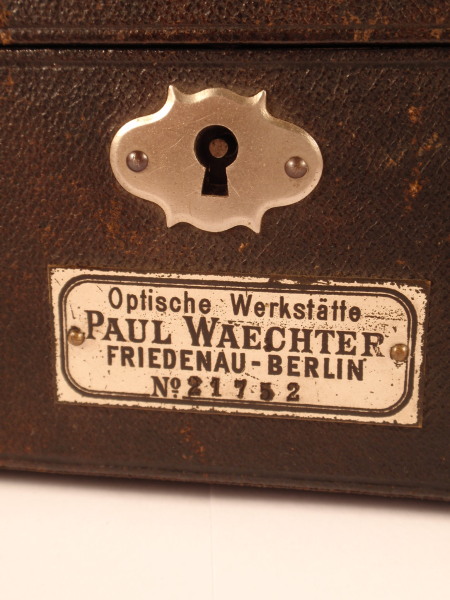 Optische Werkstätte
PAUL WAECHTER
FRIEDENAU-BERLIN
No 21752